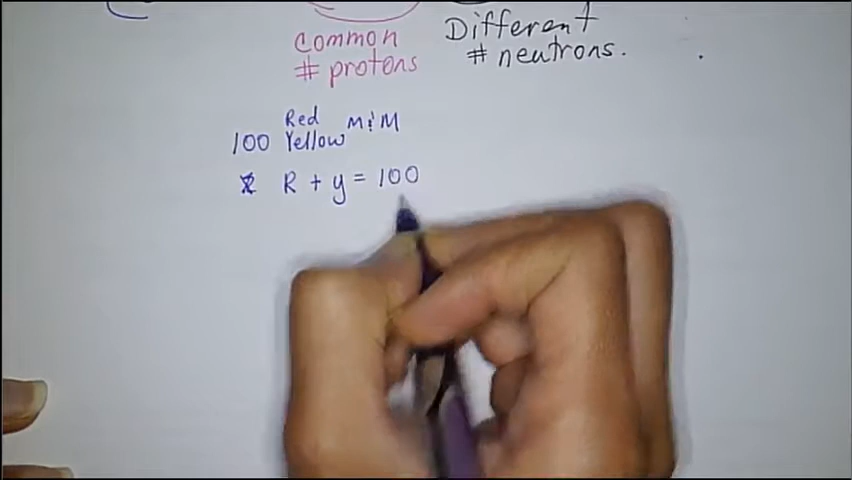 Common
# protons
Different
# neutrons.
Red
100 Yellow M&M
R + y = 100